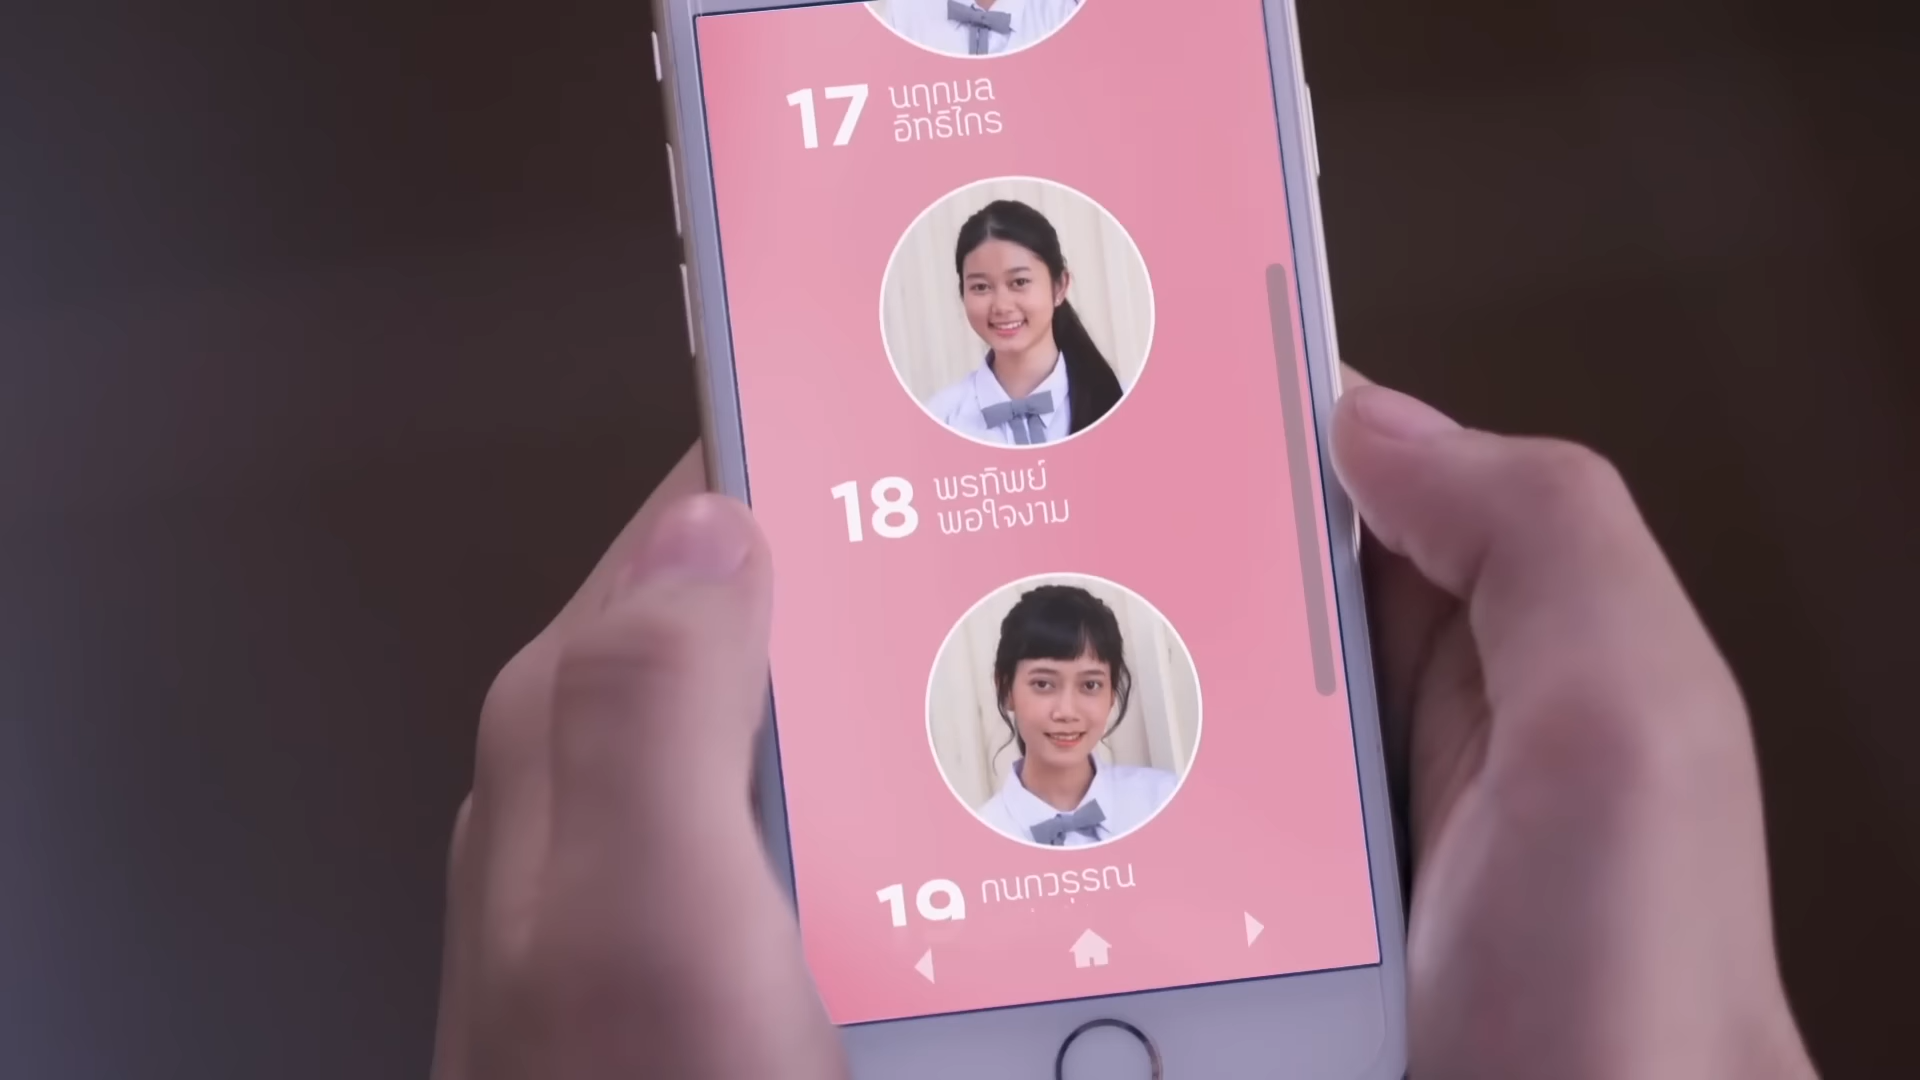 17
นฤกมล
อิทธิไกร
18
พรทิพย์
พอใจงาม
19
กนกวรรณ